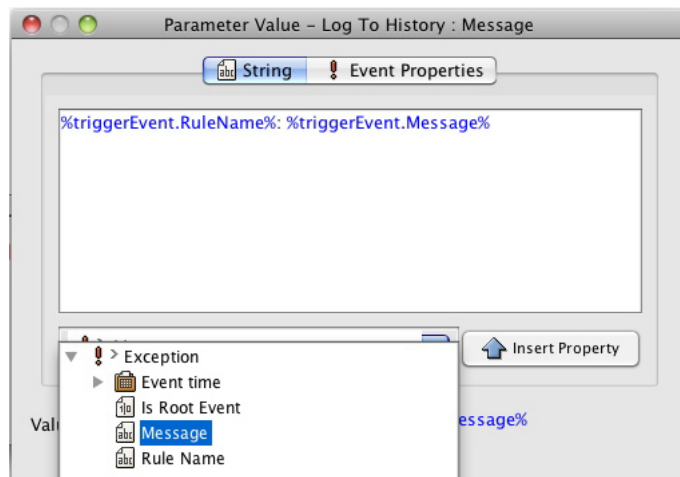 Parameter Value – Log To History : Message
String
Event Properties
%triggerEvent.RuleName%: %triggerEvent.Message%
Insert Property
Exception
Event time
Is Root Event
Message
Rule Name
Val
essage%